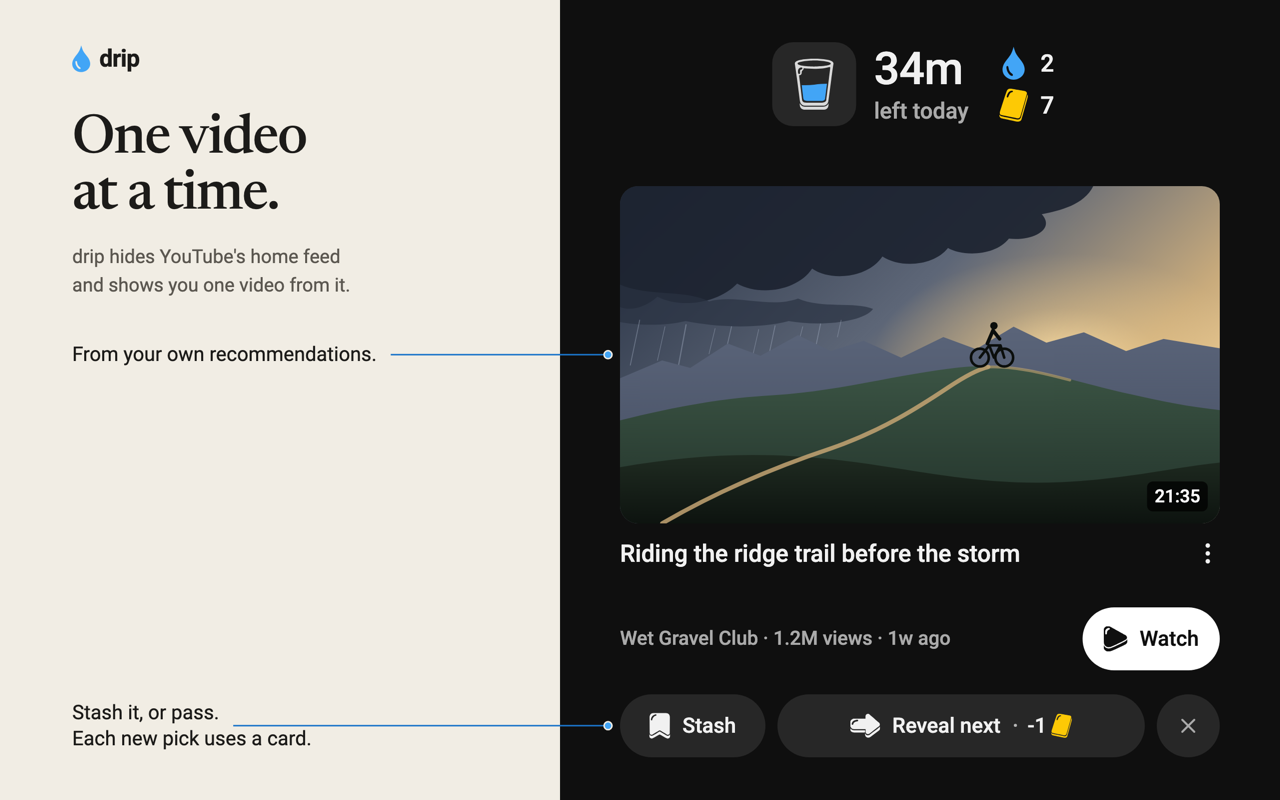 drip
One video
at a time.
drip hides YouTube's home feed
and shows you one video from it.
From your own recommendations.
Stash it, or pass.
Each new pick uses a card.
34m
left today
2
7
21:35
Riding the ridge trail before the storm
Wet Gravel Club · 1.2M views · 1w ago
Watch
Stash
Reveal next · -1